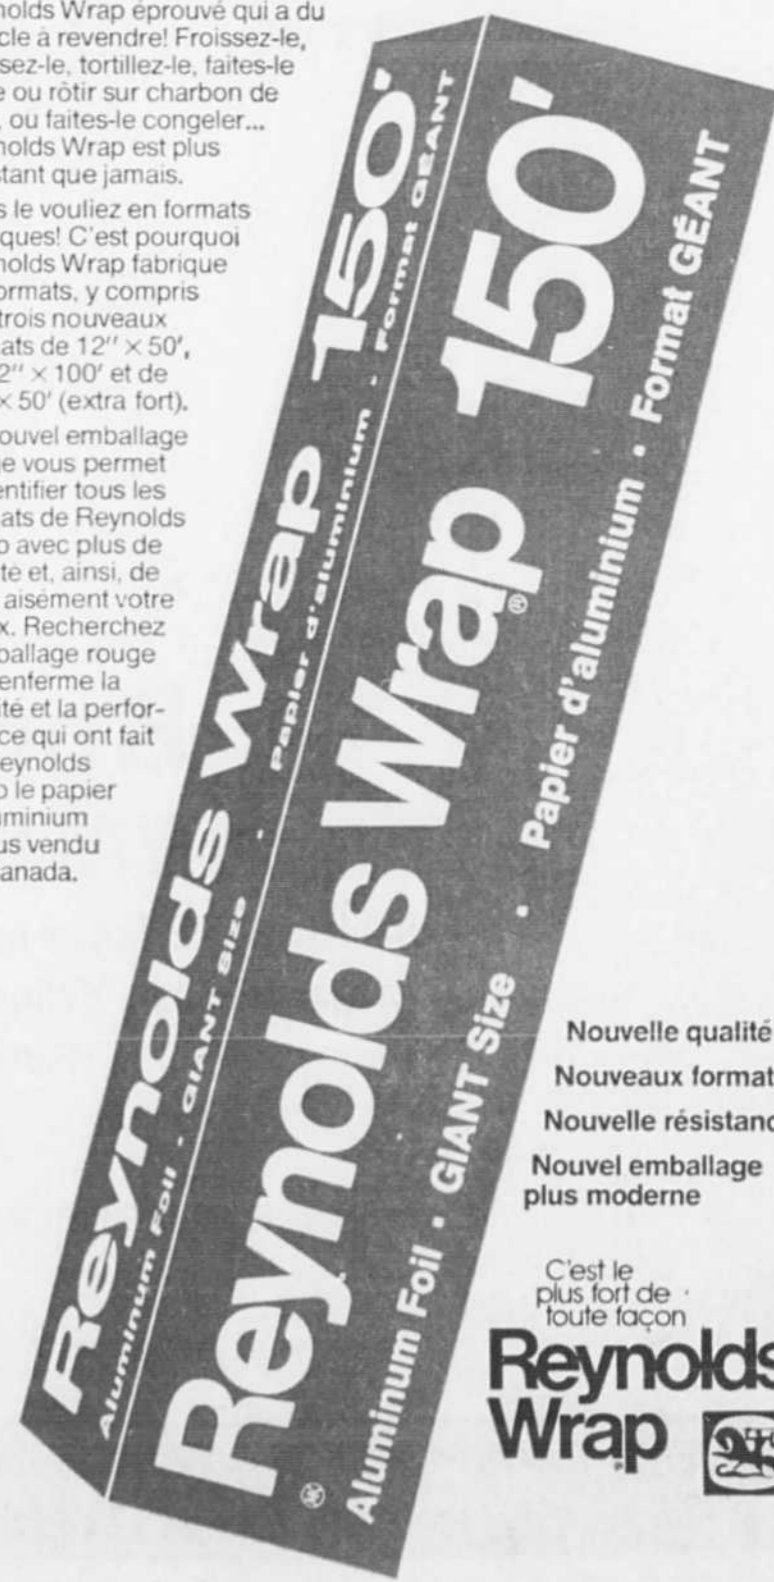 nolds Wrap éprouvé qui a du
cle à revendre! Froissez-le,
sez-le, tortillez-le, faites-le
e ou rôtir sur charbon de
, ou faites-le congeler...
nolds Wrap est plus
stant que jamais.
s le vouliez en formats
ques! C'est pourquoi
nolds Wrap fabrique
ormats, y compris
trois nouveaux
ats de 12" × 50',
2" × 100' et de
× 50' (extra fort).
ouvel emballage
e vous permet
entifier tous les
ats de Reynolds
o avec plus de
te et, ainsi, de
aisément votre
x. Recherchez
ballage rouge
enferme la
té et la perfor-
ce qui ont fait
eynolds
o le papier
uminium
us vendu
anada.
Reynolds Wrap 150'
Aluminum Foil · GIANT Size · Papier d'aluminium · Format GÉANT
Reynolds Wrap® 150'
Aluminum Foil · GIANT Size · Papier d'aluminium · Format GÉANT
Nouvelle qualité
Nouveaux format
Nouvelle résistanc
Nouvel emballage
plus moderne
C'est le
plus fort de
toute façon
Reynolds
Wrap